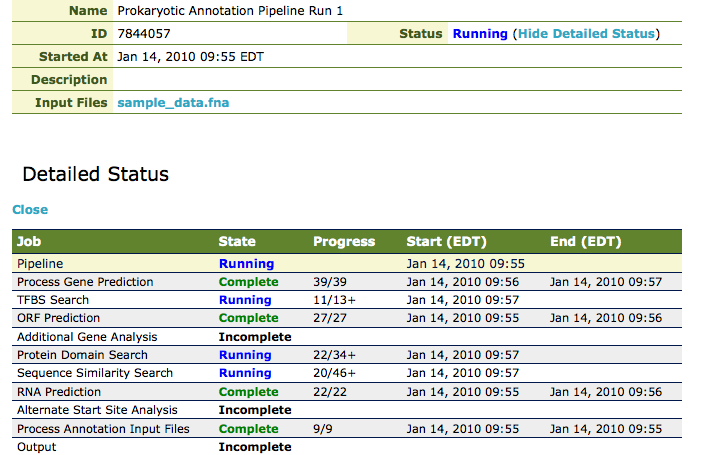 Name Prokaryotic Annotation Pipeline Run 1
ID 7844057 Status Running (Hide Detailed Status)
Started At Jan 14, 2010 09:55 EDT
Description
Input Files sample_data.fna
Detailed Status
Close
Job State Progress Start (EDT) End (EDT)
Pipeline Running Jan 14, 2010 09:55
Process Gene Prediction Complete 39/39 Jan 14, 2010 09:56 Jan 14, 2010 09:57
TFBS Search Running 11/13+ Jan 14, 2010 09:57
ORF Prediction Complete 27/27 Jan 14, 2010 09:55 Jan 14, 2010 09:56
Additional Gene Analysis Incomplete
Protein Domain Search Running 22/34+ Jan 14, 2010 09:57
Sequence Similarity Search Running 20/46+ Jan 14, 2010 09:57
RNA Prediction Complete 22/22 Jan 14, 2010 09:55 Jan 14, 2010 09:56
Alternate Start Site Analysis Incomplete
Process Annotation Input Files Complete 9/9 Jan 14, 2010 09:55 Jan 14, 2010 09:55
Output Incomplete